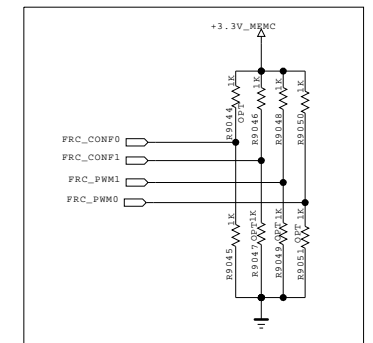 +3.3V_MEMC
R9044 1K
OPT
R9046 1K
R9048 1K
R9050 1K
FRC_CONF0
FRC_CONF1
FRC_PWM1
FRC_PWM0
R9045 1K
R9047 OPT 1K
R9049 OPT 1K
R9051 OPT 1K